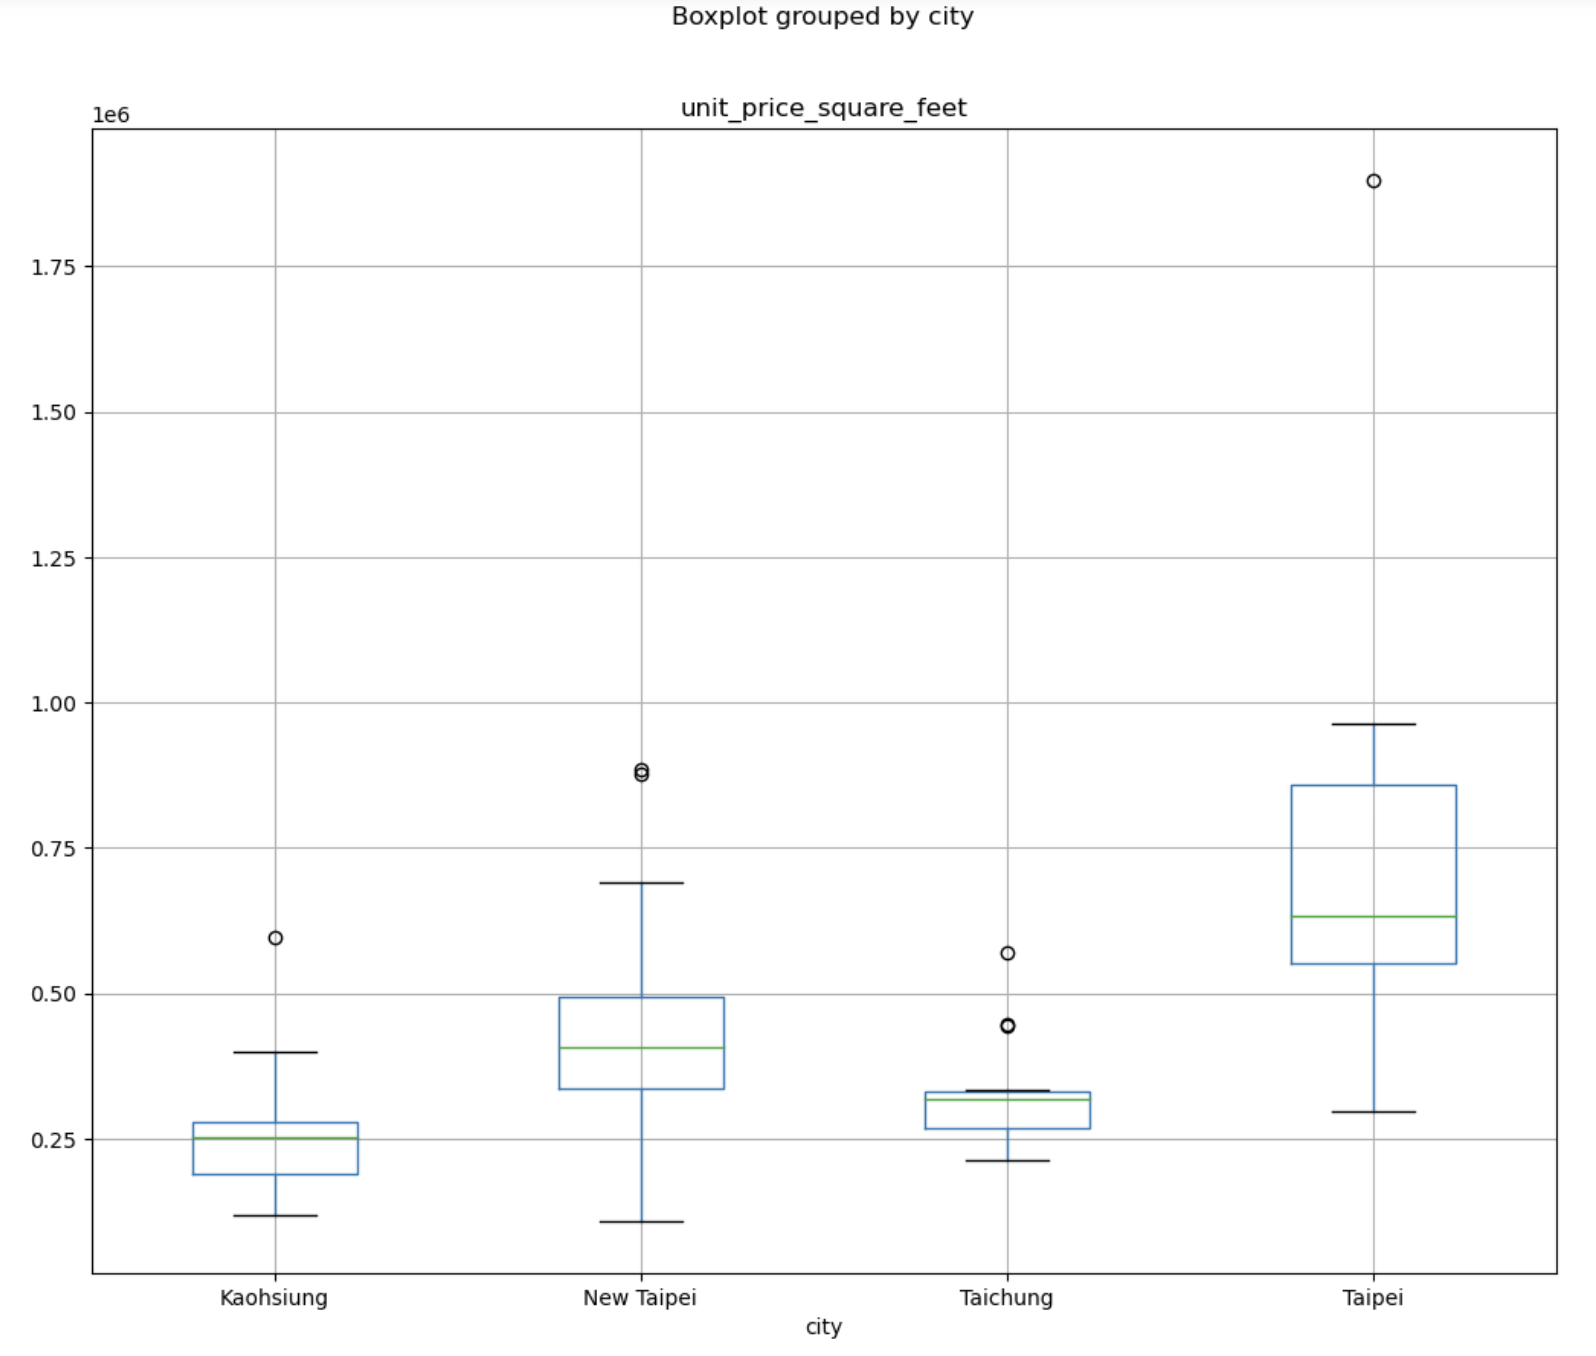 Boxplot grouped by city
unit_price_square_feet
1e6
1.75
1.50
1.25
1.00
0.75
0.50
0.25
Kaohsiung New Taipei Taichung Taipei
city